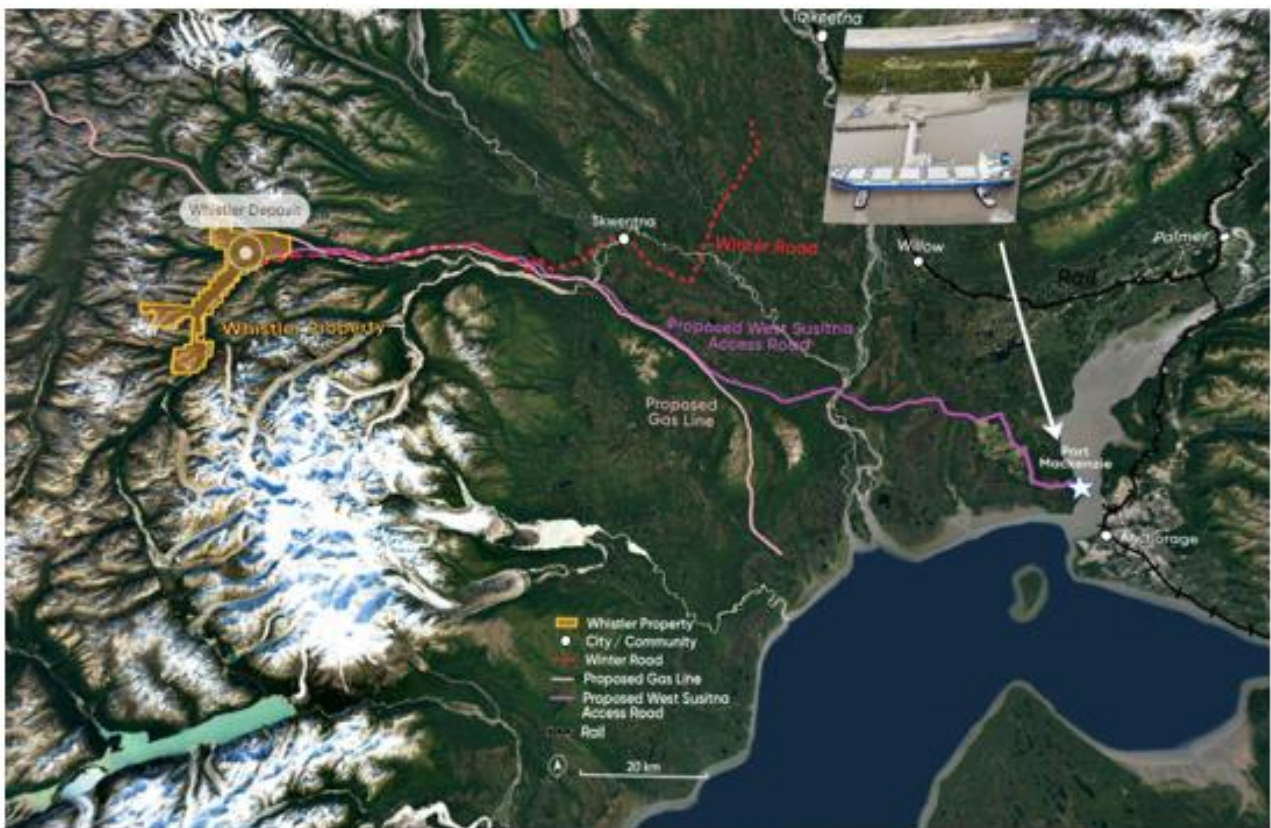 Talkeetna
Whistler Deposit
Skwentna
Winter Road
Willow
Palmer
Rail
Whistler Property
Proposed West Susitna
Access Road
Proposed
Gas Line
Port
Mackenzie
Anchorage
Whistler Property
City / Community
Winter Road
Proposed Gas Line
Proposed West Susitna
Access Road
Rail
A
20 km